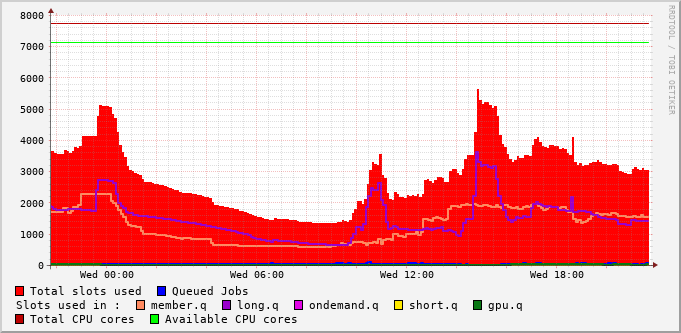 8000
7000
6000
5000
4000
3000
2000
1000
0
Wed 00:00 Wed 06:00 Wed 12:00 Wed 18:00
RRDTOOL / TOBI OETIKER
Total slots used Queued Jobs
Slots used in : member.q long.q ondemand.q short.q gpu.q
Total CPU cores Available CPU cores